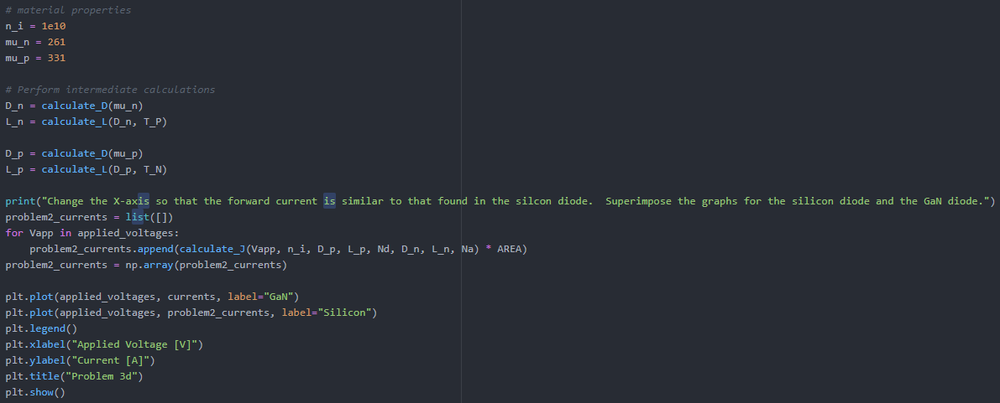 # material properties
n_i = 1e10
mu_n = 261
mu_p = 331
# Perform intermediate calculations
D_n = calculate_D(mu_n)
L_n = calculate_L(D_n, T_P)
D_p = calculate_D(mu_p)
L_p = calculate_L(D_p, T_N)
print("Change the X-axis so that the forward current is similar to that found in the silcon diode.  Superimpose the graphs for the silicon diode and the GaN diode.")
problem2_currents = list([])
for Vapp in applied_voltages:
    problem2_currents.append(calculate_J(Vapp, n_i, D_p, L_p, Nd, D_n, L_n, Na) * AREA)
problem2_currents = np.array(problem2_currents)
plt.plot(applied_voltages, currents, label="GaN")
plt.plot(applied_voltages, problem2_currents, label="Silicon")
plt.legend()
plt.xlabel("Applied Voltage [V]")
plt.ylabel("Current [A]")
plt.title("Problem 3d")
plt.show()